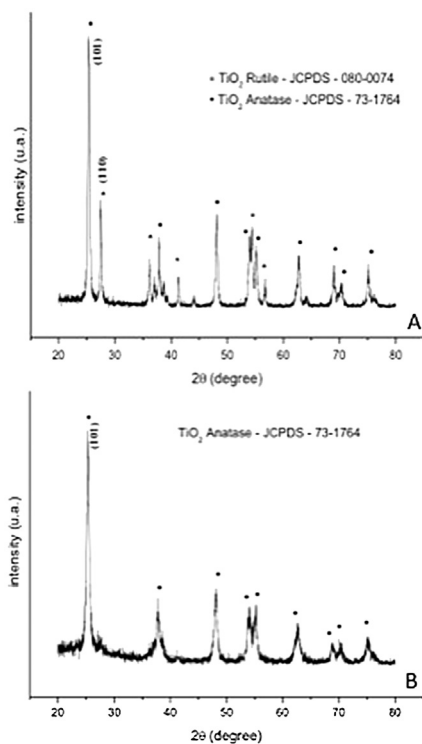 (101)
(110)
• TiO2 Rutile - JCPDS - 080-0074
• TiO2 Anatase - JCPDS - 73-1764
intensity (u.a.)
20 30 40 50 60 70 80
2θ (degree)
A
(101)
TiO2 Anatase - JCPDS - 73-1764
intensity (u.a.)
20 30 40 50 60 70 80
2θ (degree)
B